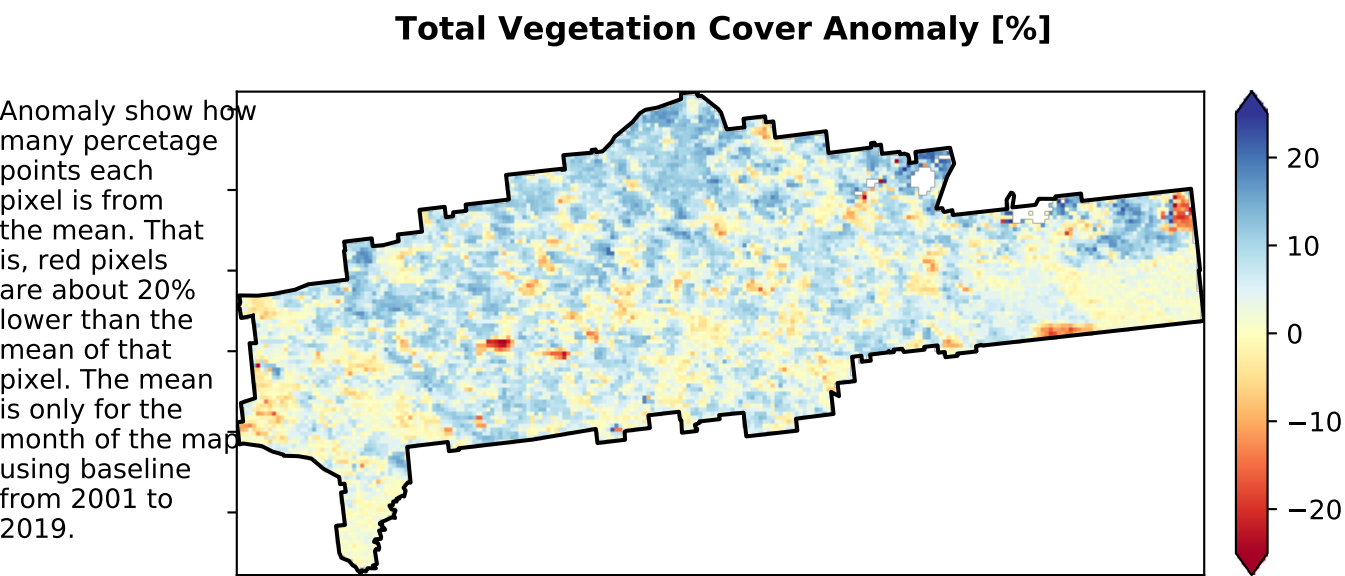 Total Vegetation Cover Anomaly [%]
Anomaly show how
many percetage
points each
pixel is from
the mean. That
is, red pixels
are about 20%
lower than the
mean of that
pixel. The mean
is only for the
month of the map
using baseline
from 2001 to
2019.
20
10
0
−10
−20